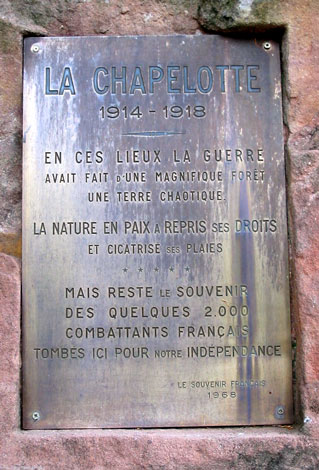 LA CHAPELOTTE
1914 - 1918
EN CES LIEUX LA GUERRE
AVAIT FAIT D'UNE MAGNIFIQUE FORÊT
UNE TERRE CHAOTIQUE.
LA NATURE EN PAIX A REPRIS SES DROITS
ET CICATRISE SES PLAIES
* * * * *
MAIS RESTE LE SOUVENIR
DES QUELQUES 2.000
COMBATTANTS FRANÇAIS
TOMBES ICI POUR NOTRE INDÉPENDANCE
LE SOUVENIR FRANÇAIS
1968